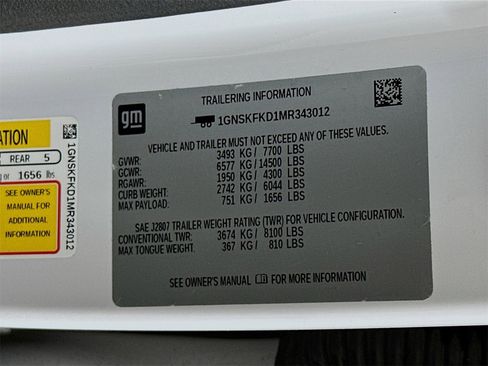 ATION
REAR 5
or 1656 lbs
SEE OWNER'S
MANUAL FOR
ADDITIONAL
INFORMATION
1GNSKFKD1MR343012
gm
TRAILERING INFORMATION
1GNSKFKD1MR343012
VEHICLE AND TRAILER MUST NOT EXCEED ANY OF THESE VALUES.
GVWR: 3493 KG/ 7700 LBS
GCWR: 6577 KG/ 14500 LBS
RGAWR: 1950 KG/ 4300 LBS
CURB WEIGHT: 2742 KG/ 6044 LBS
MAX PAYLOAD: 751 KG/ 1656 LBS
SAE J2807 TRAILER WEIGHT RATING (TWR) FOR VEHICLE CONFIGURATION.
CONVENTIONAL TWR: 3674 KG/ 8100 LBS
MAX TONGUE WEIGHT: 367 KG/ 810 LBS
SEE OWNER'S MANUAL FOR MORE INFORMATION